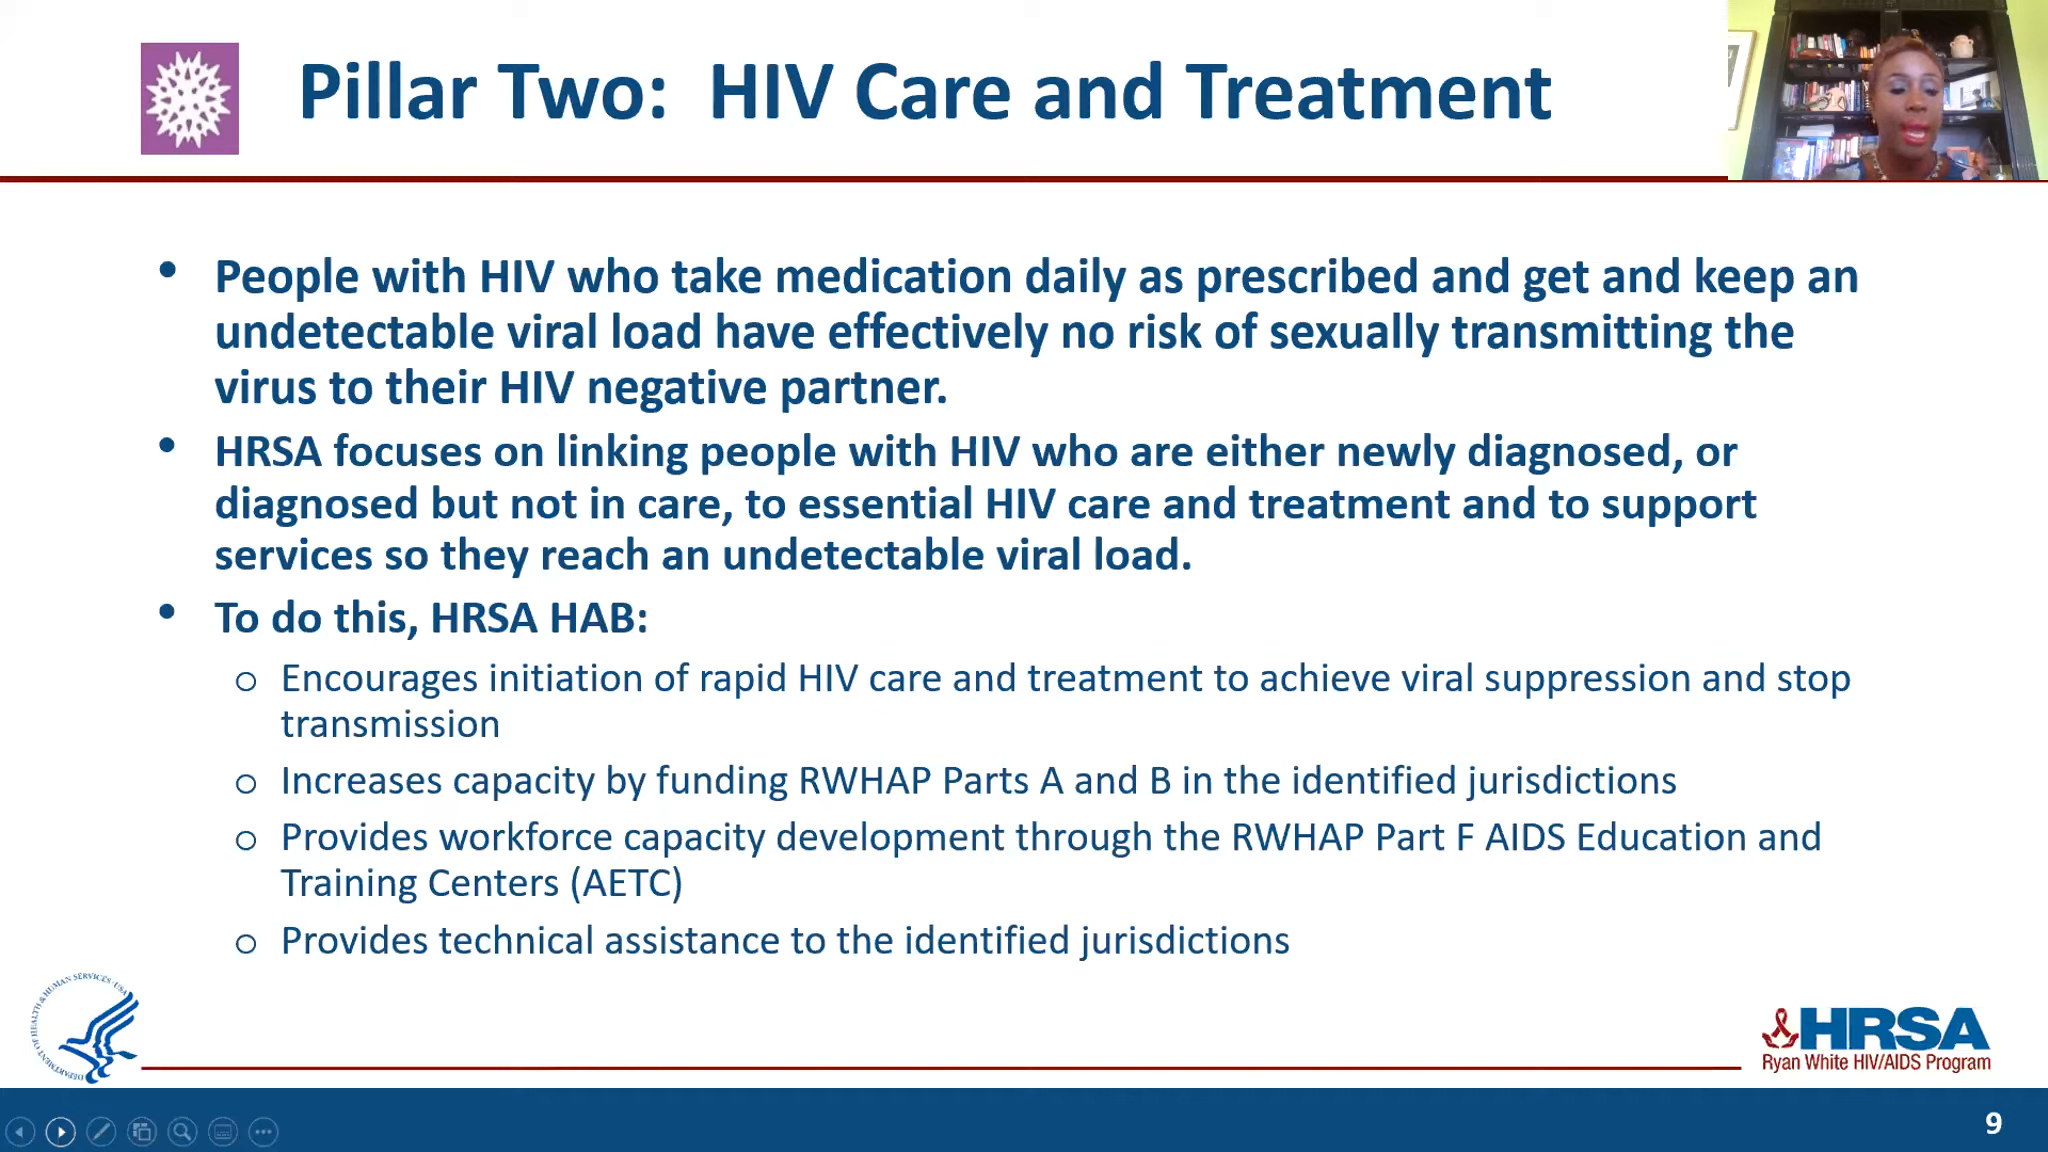 Pillar Two: HIV Care and Treatment
• People with HIV who take medication daily as prescribed and get and keep an
undetectable viral load have effectively no risk of sexually transmitting the
virus to their HIV negative partner.
• HRSA focuses on linking people with HIV who are either newly diagnosed, or
diagnosed but not in care, to essential HIV care and treatment and to support
services so they reach an undetectable viral load.
• To do this, HRSA HAB:
o Encourages initiation of rapid HIV care and treatment to achieve viral suppression and stop
transmission
o Increases capacity by funding RWHAP Parts A and B in the identified jurisdictions
o Provides workforce capacity development through the RWHAP Part F AIDS Education and
Training Centers (AETC)
o Provides technical assistance to the identified jurisdictions
DEPARTMENT OF HEALTH & HUMAN SERVICES · USA
HRSA
Ryan White HIV/AIDS Program
9